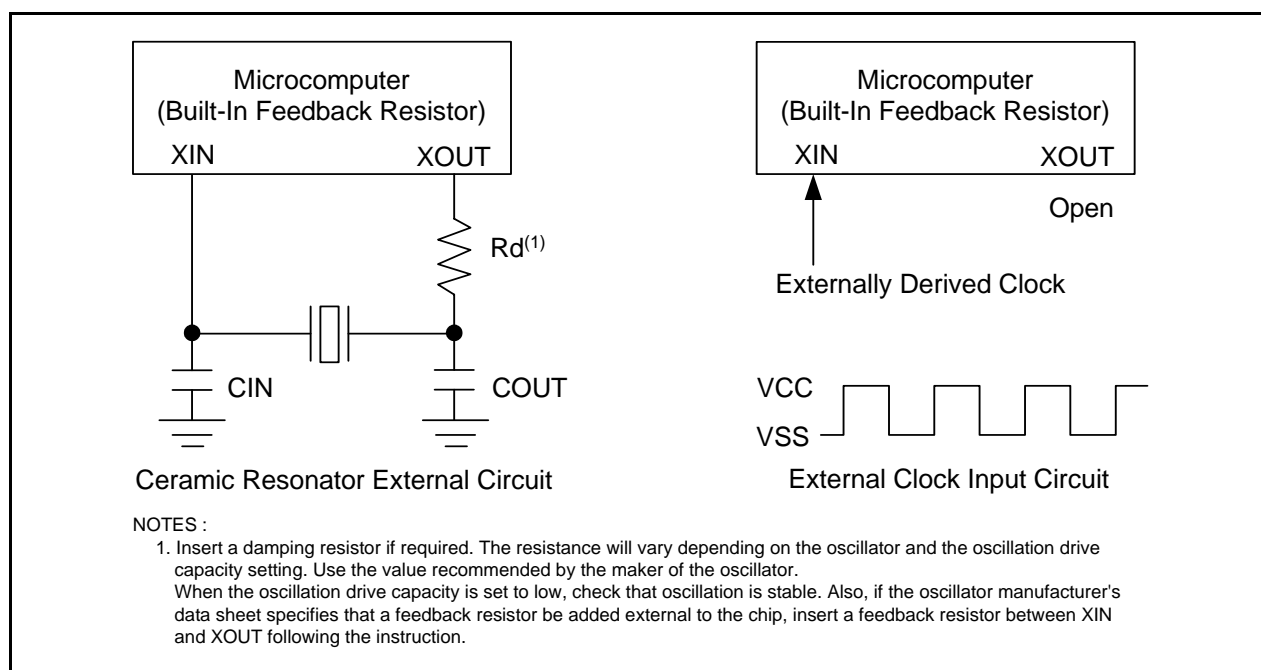 Microcomputer
(Built-In Feedback Resistor)
XIN
XOUT
Rd(1)
CIN
COUT
Ceramic Resonator External Circuit
Microcomputer
(Built-In Feedback Resistor)
XIN
XOUT
Open
Externally Derived Clock
VCC
VSS
External Clock Input Circuit
NOTES :
1. Insert a damping resistor if required. The resistance will vary depending on the oscillator and the oscillation drive
capacity setting. Use the value recommended by the maker of the oscillator.
When the oscillation drive capacity is set to low, check that oscillation is stable. Also, if the oscillator manufacturer's
data sheet specifies that a feedback resistor be added external to the chip, insert a feedback resistor between XIN
and XOUT following the instruction.